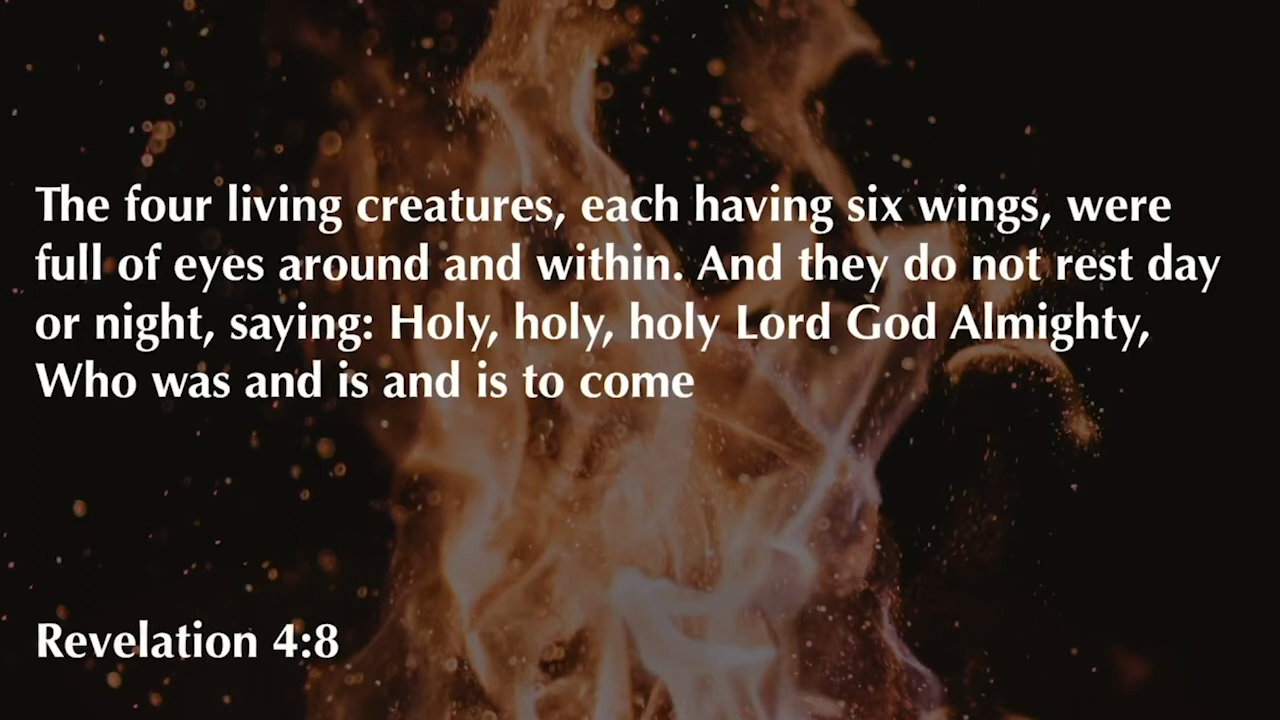 The four living creatures, each having six wings, were
full of eyes around and within. And they do not rest day
or night, saying: Holy, holy, holy Lord God Almighty,
Who was and is and is to come
Revelation 4:8